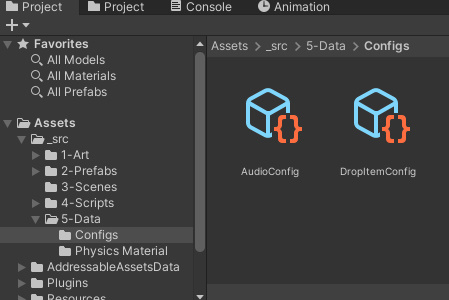 Project
Project
Console
Animation
Favorites
All Models
All Materials
All Prefabs
Assets
_src
1-Art
2-Prefabs
3-Scenes
4-Scripts
5-Data
Configs
Physics Material
AddressableAssetsData
Plugins
Resources
Assets > _src > 5-Data > Configs
AudioConfig
DropItemConfig